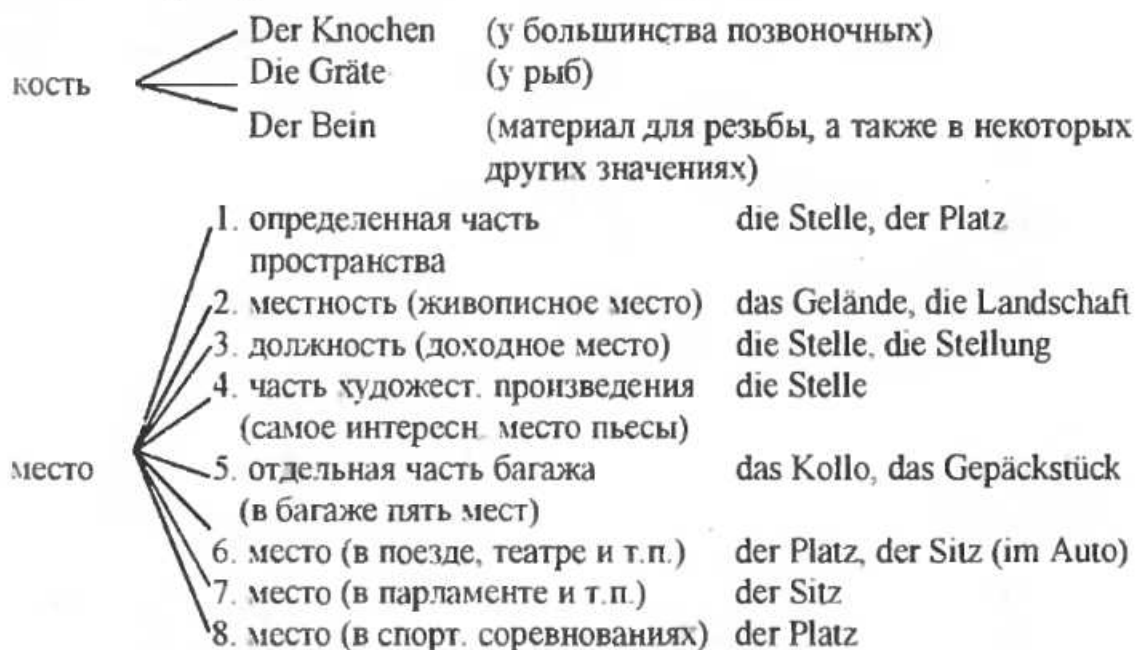 Der Knochen (у большинства позвоночных)
кость Die Gräte (у рыб)
Der Bein (материал для резьбы, а также в некоторых
других значениях)
1. определенная часть die Stelle, der Platz
пространства
2. местность (живописное место) das Gelände, die Landschaft
3. должность (доходное место) die Stelle, die Stellung
4. часть художест. произведения die Stelle
(самое интересн. место пьесы)
место 5. отдельная часть багажа das Kollo, das Gepäckstück
(в багаже пять мест)
6. место (в поезде, театре и т.п.) der Platz, der Sitz (im Auto)
7. место (в парламенте и т.п.) der Sitz
8. место (в спорт. соревнованиях) der Platz